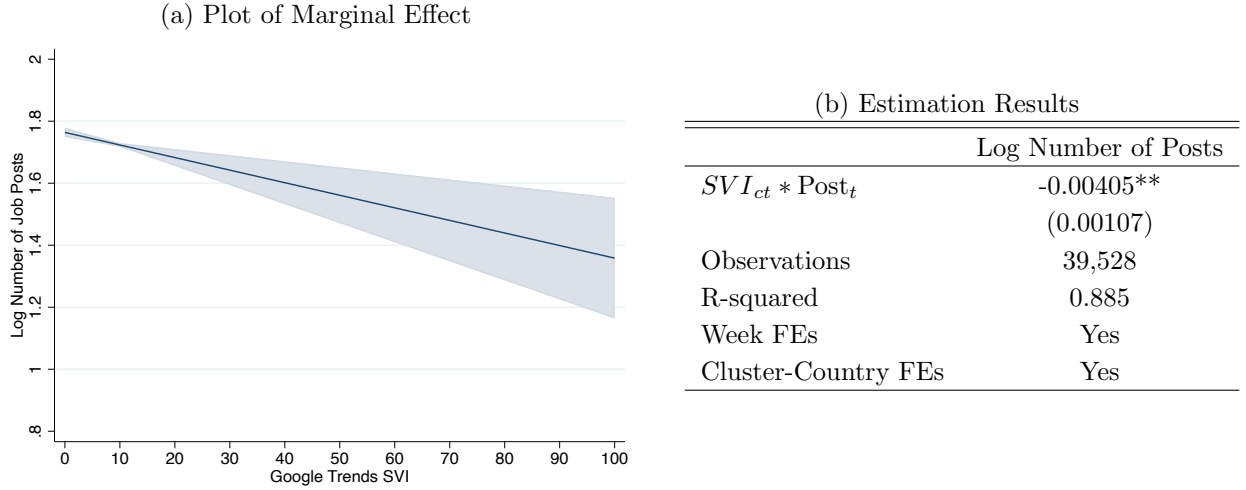 (a) Plot of Marginal Effect
Log Number of Job Posts
2
1.8
1.6
1.4
1.2
1
.8
0 10 20 30 40 50 60 70 80 90 100
Google Trends SVI
(b) Estimation Results
Log Number of Posts
SVI_{ct} ∗ Post_t -0.00405**
(0.00107)
Observations 39,528
R-squared 0.885
Week FEs Yes
Cluster-Country FEs Yes